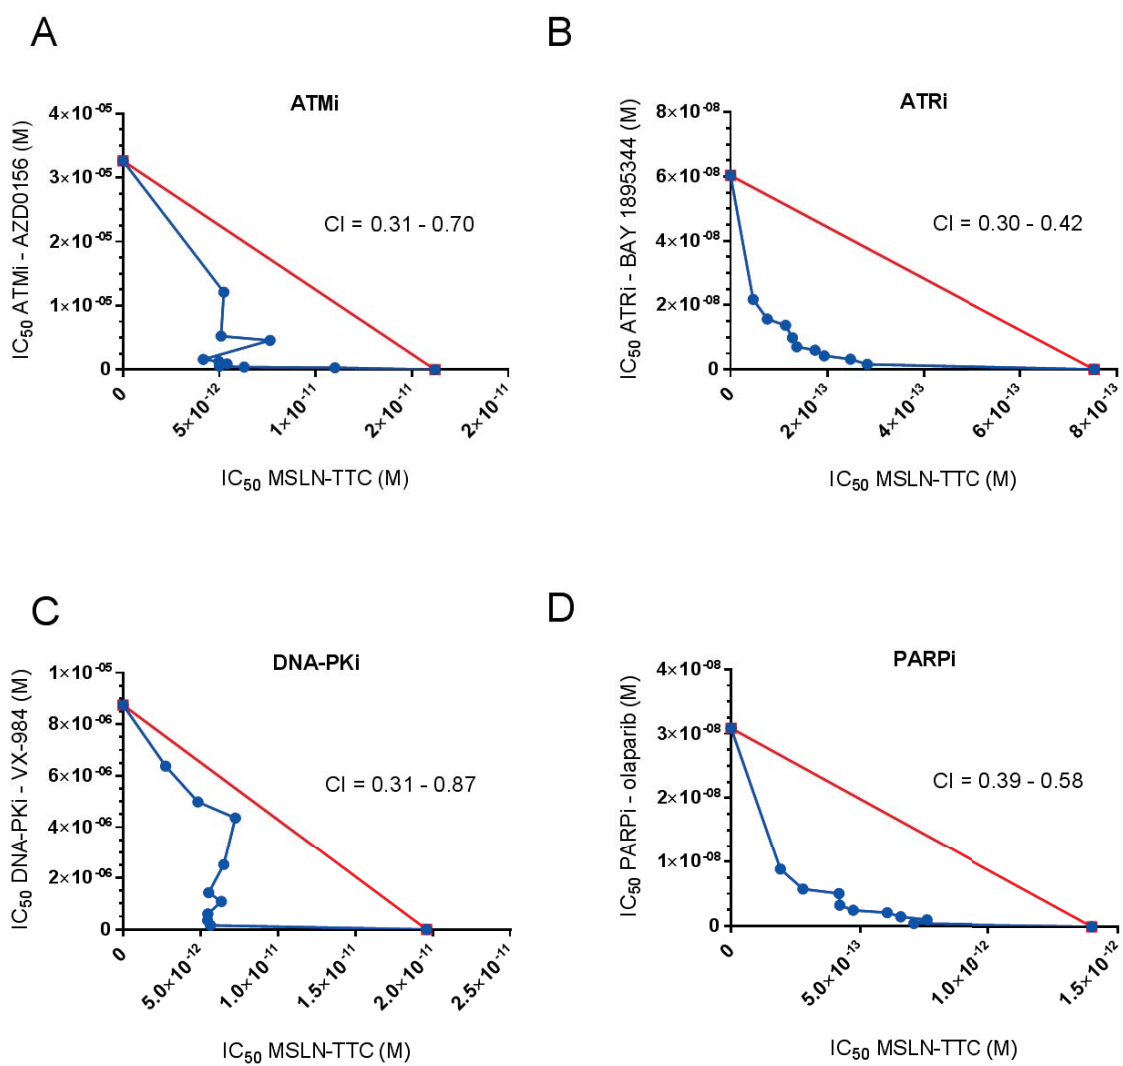 A
ATMi
IC50 ATMi - AZD0156 (M)
4×10^-05
3×10^-05
2×10^-05
1×10^-05
0
CI = 0.31 - 0.70
0
5×10^-12
1×10^-11
2×10^-11
2×10^-11
IC50 MSLN-TTC (M)
B
ATRi
IC50 ATRi - BAY 1895344 (M)
8×10^-08
6×10^-08
4×10^-08
2×10^-08
0
CI = 0.30 - 0.42
0
2×10^-13
4×10^-13
6×10^-13
8×10^-13
IC50 MSLN-TTC (M)
C
DNA-PKi
IC50 DNA-PKi - VX-984 (M)
1×10^-05
8×10^-06
6×10^-06
4×10^-06
2×10^-06
0
CI = 0.31 - 0.87
0
5.0×10^-12
1.0×10^-11
1.5×10^-11
2.0×10^-11
2.5×10^-11
IC50 MSLN-TTC (M)
D
PARPi
IC50 PARPi - olaparib (M)
4×10^-08
3×10^-08
2×10^-08
1×10^-08
0
CI = 0.39 - 0.58
0
5.0×10^-13
1.0×10^-12
1.5×10^-12
IC50 MSLN-TTC (M)